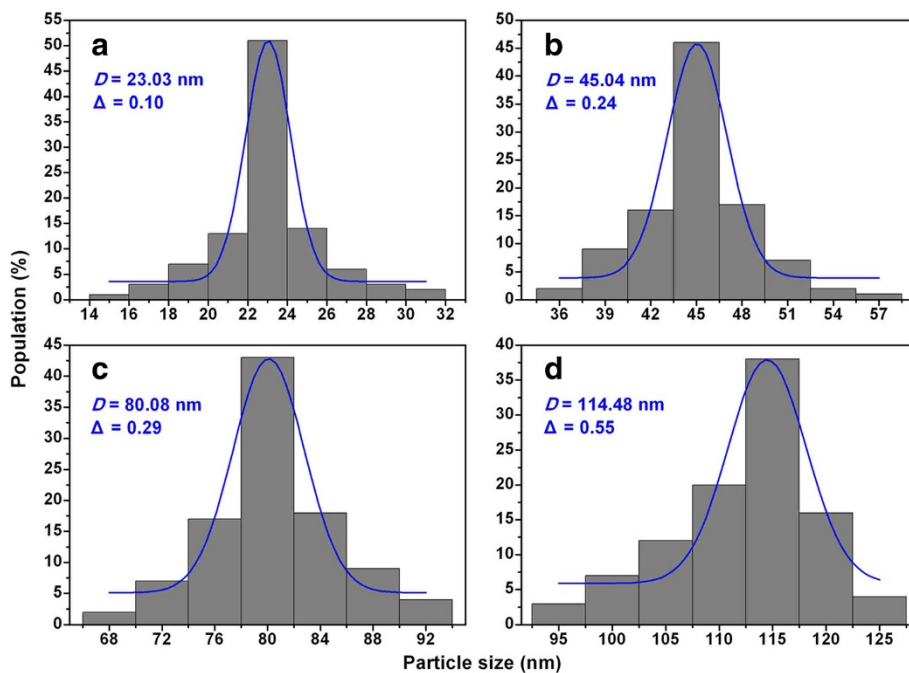 Population (%)
a
D = 23.03 nm
Δ = 0.10
55
50
45
40
35
30
25
20
15
10
5
0
14 16 18 20 22 24 26 28 30 32
b
D = 45.04 nm
Δ = 0.24
50
45
40
35
30
25
20
15
10
5
0
36 39 42 45 48 51 54 57
c
D = 80.08 nm
Δ = 0.29
45
40
35
30
25
20
15
10
5
0
68 72 76 80 84 88 92
d
D = 114.48 nm
Δ = 0.55
40
35
30
25
20
15
10
5
0
95 100 105 110 115 120 125
Particle size (nm)